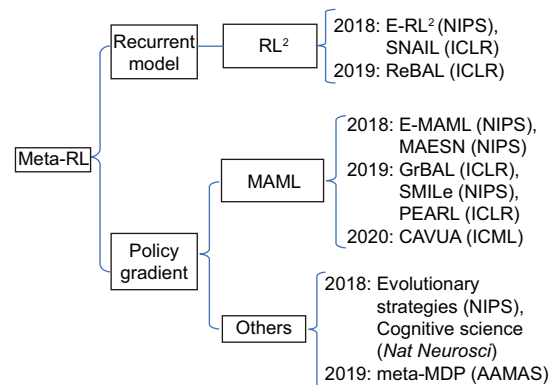 Meta-RL
Recurrent
model
RL²
2018: E-RL² (NIPS),
SNAIL (ICLR)
2019: ReBAL (ICLR)
Policy
gradient
MAML
2018: E-MAML (NIPS),
MAESN (NIPS)
2019: GrBAL (ICLR),
SMILe (NIPS),
PEARL (ICLR)
2020: CAVUA (ICML)
Others
2018: Evolutionary
strategies (NIPS),
Cognitive science
(Nat Neurosci)
2019: meta-MDP (AAMAS)